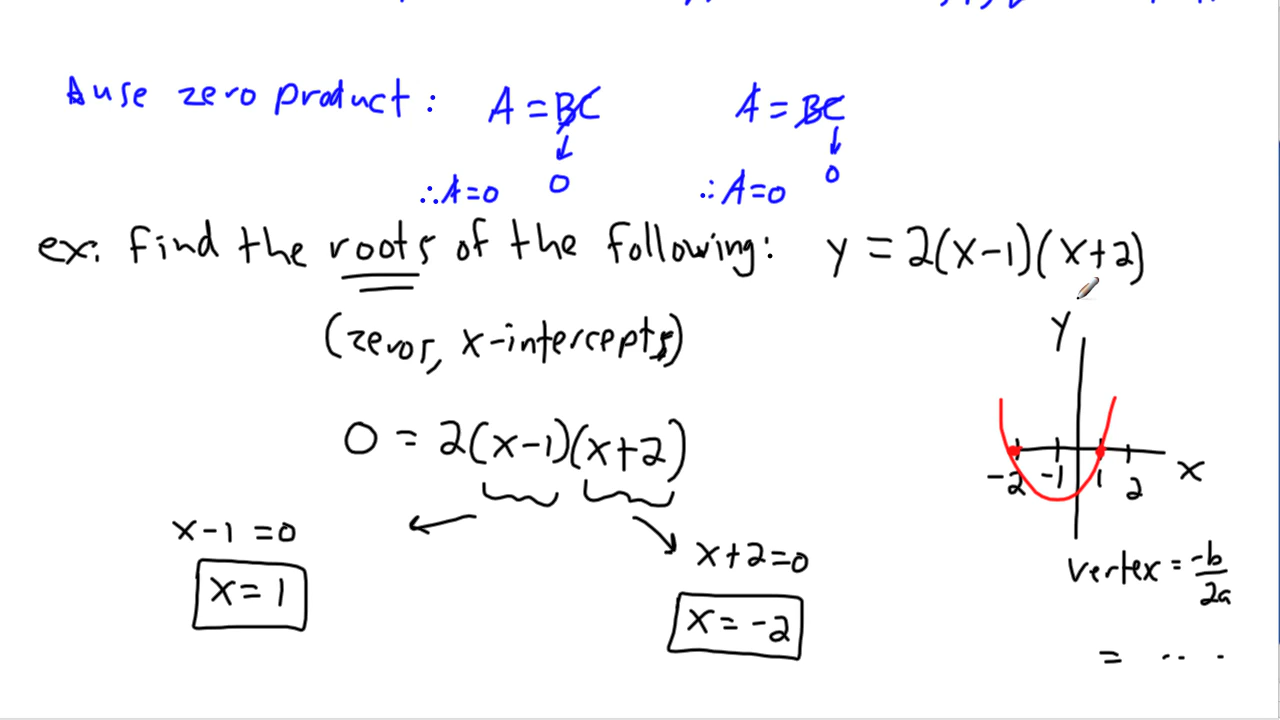 use zero product: A = BC A = BC
↓ ↓
∴A=0 0 ∴A=0 0
ex: Find the roots of the following: y = 2(x-1)(x+2)
(zeros, x-intercepts)
y
0 = 2(x-1)(x+2)
-2 -1 1 2 x
x-1=0
x+2=0
vertex = -b/2a
x=1
x=-2
= ...